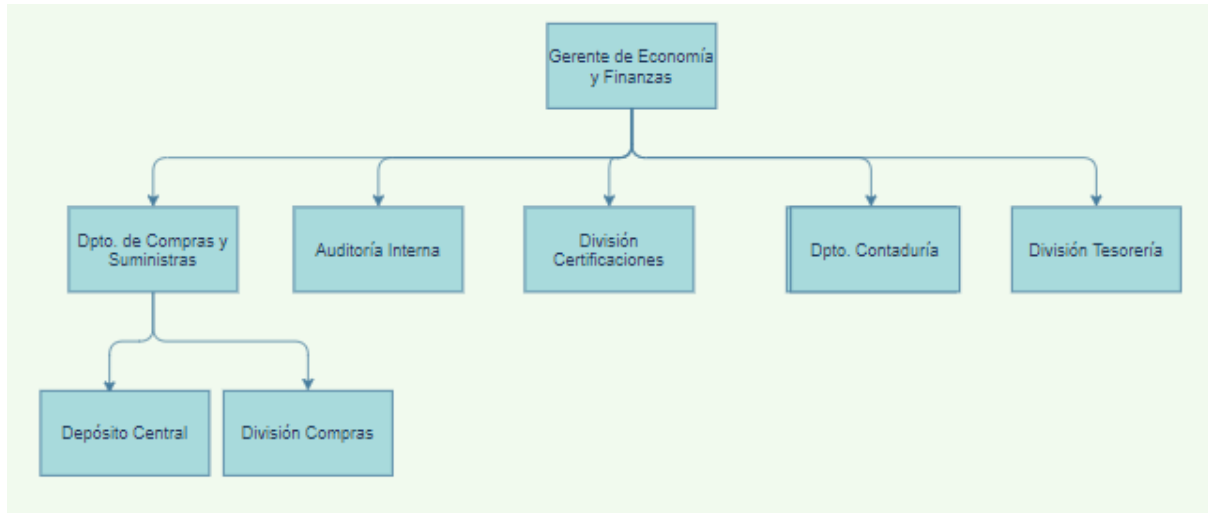 Gerente de Economía
y Finanzas
Dpto. de Compras y
Suministras
Auditoría Interna
División
Certificaciones
Dpto. Contaduría
División Tesorería
Depósito Central
División Compras